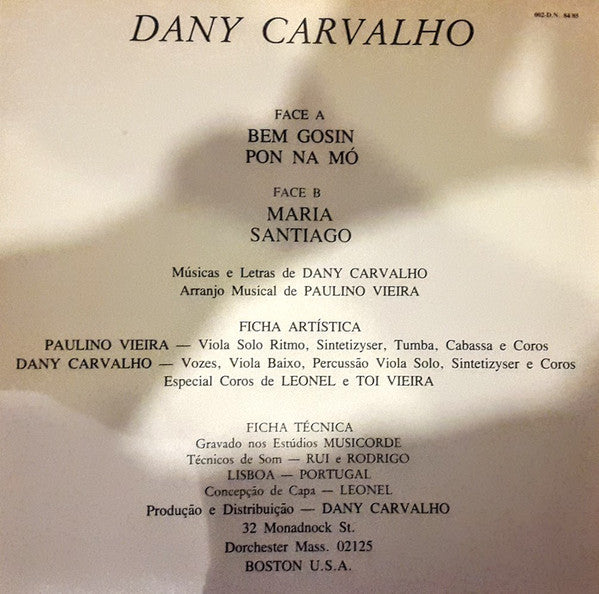 DANY CARVALHO
002-D.N. 84/85
FACE A
BEM GOSIN
PON NA MÓ
FACE B
MARIA
SANTIAGO
Músicas e Letras de DANY CARVALHO
Arranjo Musical de PAULINO VIEIRA
FICHA ARTÍSTICA
PAULINO VIEIRA — Viola Solo Ritmo, Sintetizyser, Tumba, Cabassa e Coros
DANY CARVALHO — Vozes, Viola Baixo, Percussão Viola Solo, Sintetizyser e Coros
Especial Coros de LEONEL e TOI VIEIRA
FICHA TÉCNICA
Gravado nos Estúdios MUSICORDE
Técnicos de Som — RUI e RODRIGO
LISBOA — PORTUGAL
Concepção de Capa — LEONEL
Produção e Distribuição — DANY CARVALHO
32 Monadnock St.
Dorchester Mass. 02125
BOSTON U.S.A.